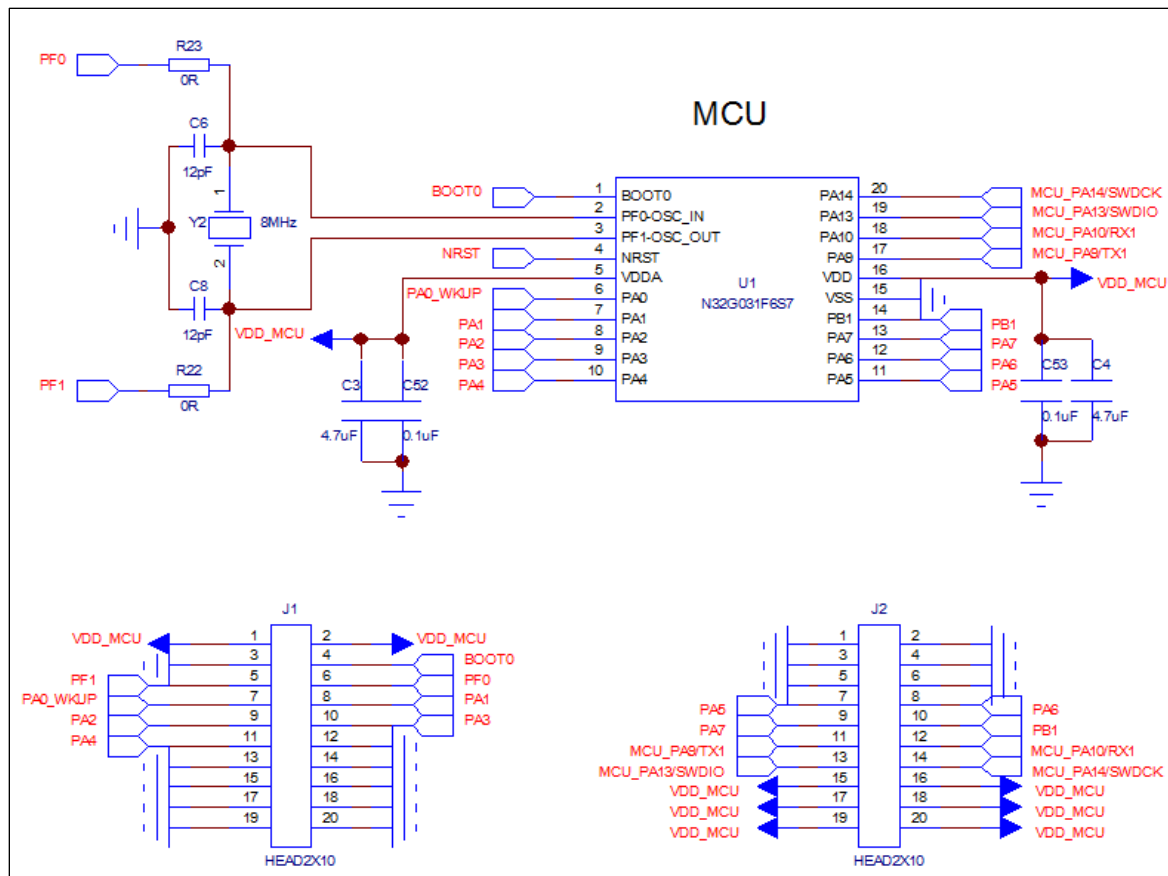 MCU
PF0
R23
0R
C6
12pF
1
Y2
8MHz
2
C8
12pF
PF1
R22
0R
BOOT0
NRST
VDD_MCU
PA0_WKUP
PA1
PA2
PA3
PA4
C3
C52
4.7uF
0.1uF
1 BOOT0
2 PF0-OSC_IN
3 PF1-OSC_OUT
4 NRST
5 VDDA
6 PA0
7 PA1
8 PA2
9 PA3
10 PA4
U1
N32G031F6S7
PA14 20
PA13 19
PA10 18
PA9 17
VDD 16
VSS 15
PB1 14
PA7 13
PA6 12
PA5 11
MCU_PA14/SWDCK
MCU_PA13/SWDIO
MCU_PA10/RX1
MCU_PA9/TX1
VDD_MCU
PB1
PA7
PA6
PA5
C53
C4
0.1uF
4.7uF
J1
VDD_MCU 1 2 VDD_MCU
3 4 BOOT0
PF1 5 6 PF0
PA0_WKUP 7 8 PA1
PA2 9 10 PA3
PA4 11 12
13 14
15 16
17 18
19 20
HEAD2X10
J2
1 2
3 4
5 6
PA5 7 8 PA6
PA7 9 10 PB1
MCU_PA9/TX1 11 12 MCU_PA10/RX1
MCU_PA13/SWDIO 13 14 MCU_PA14/SWDCK
VDD_MCU 15 16 VDD_MCU
VDD_MCU 17 18 VDD_MCU
VDD_MCU 19 20 VDD_MCU
HEAD2X10